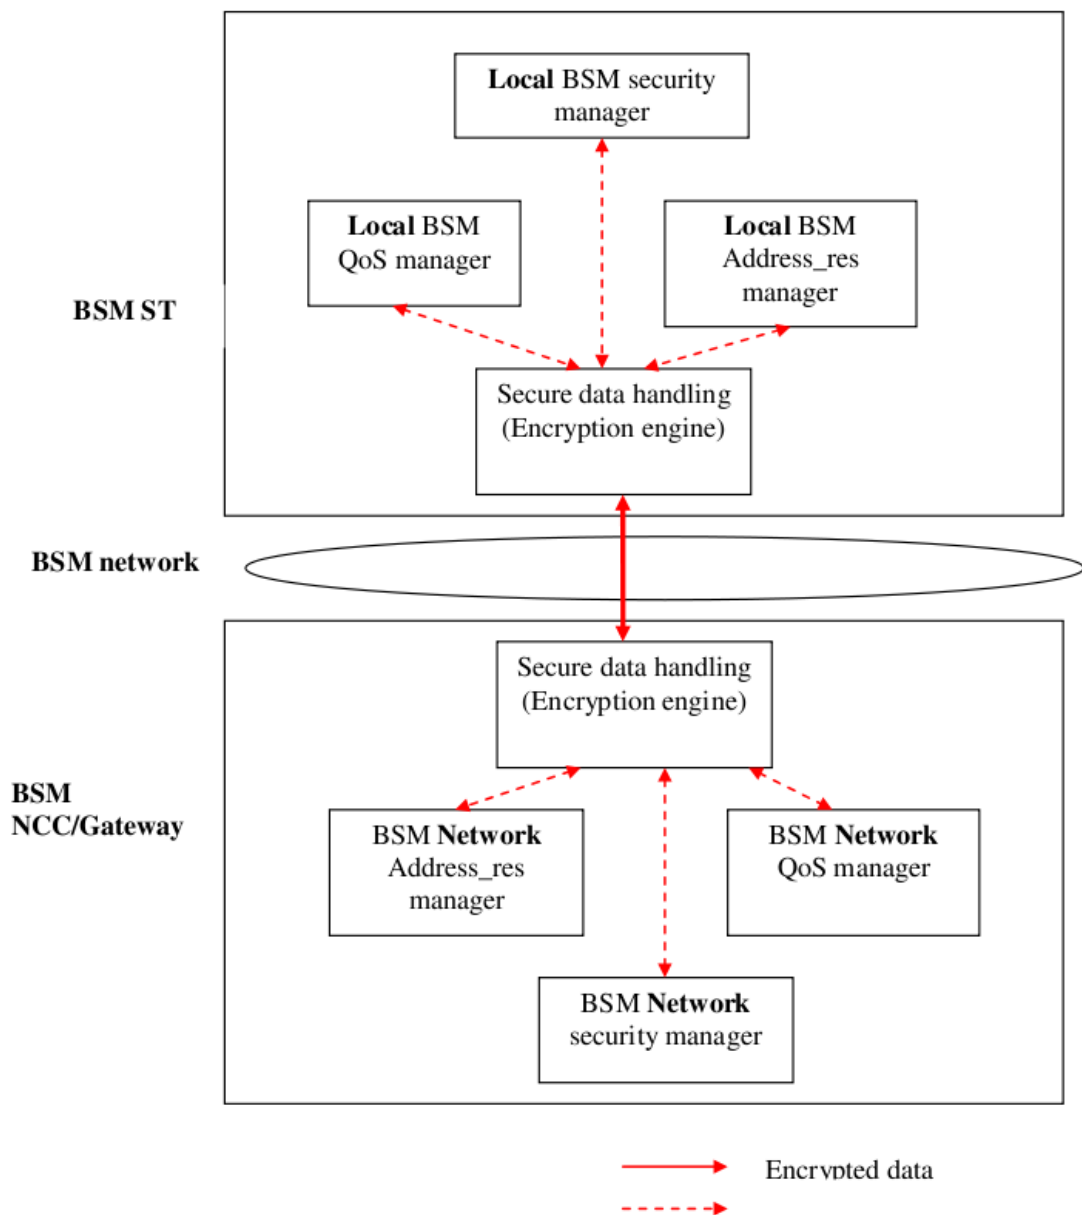 Local BSM security
manager
Local BSM
QoS manager
Local BSM
Address_res
manager
BSM ST
Secure data handling
(Encryption engine)
BSM network
Secure data handling
(Encryption engine)
BSM
NCC/Gateway
BSM Network
Address_res
manager
BSM Network
QoS manager
BSM Network
security manager
Encrypted data